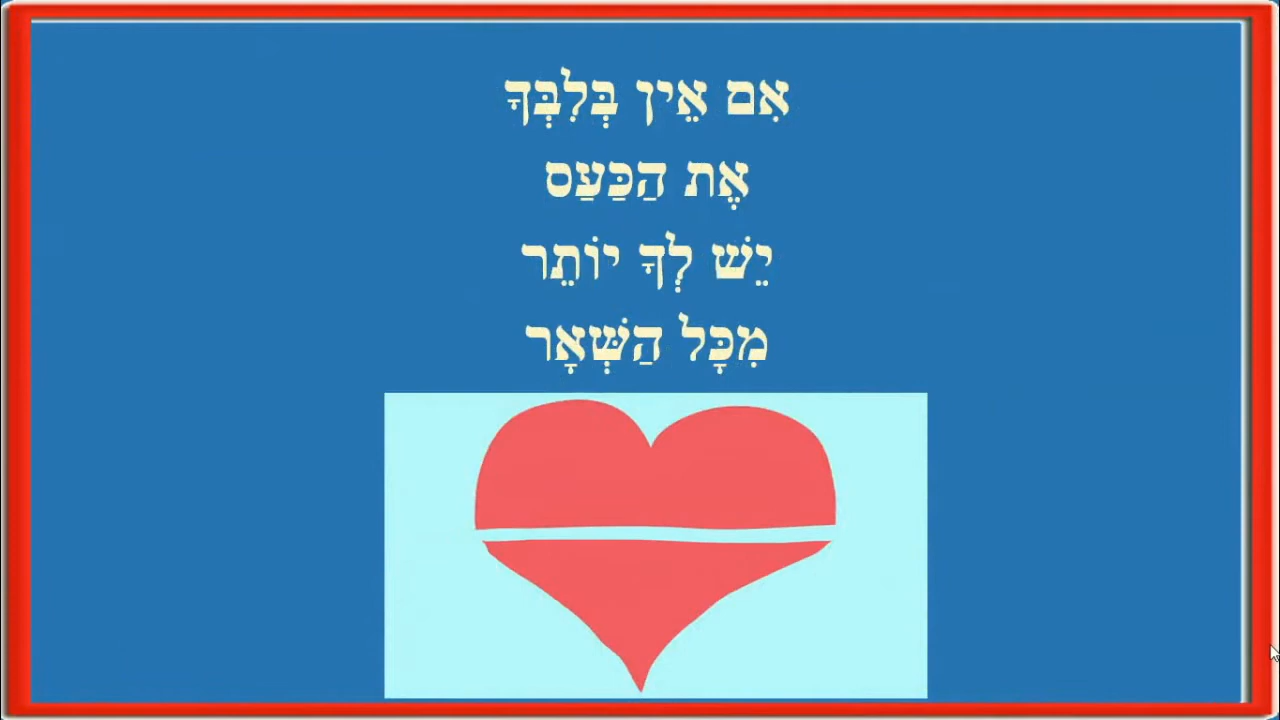 אִם אֵין בְּלִבְּךָ
אֶת הַכַּעַס
יֵשׁ לְךָ יוֹתֵר
מִכָּל הַשְּׁאָר